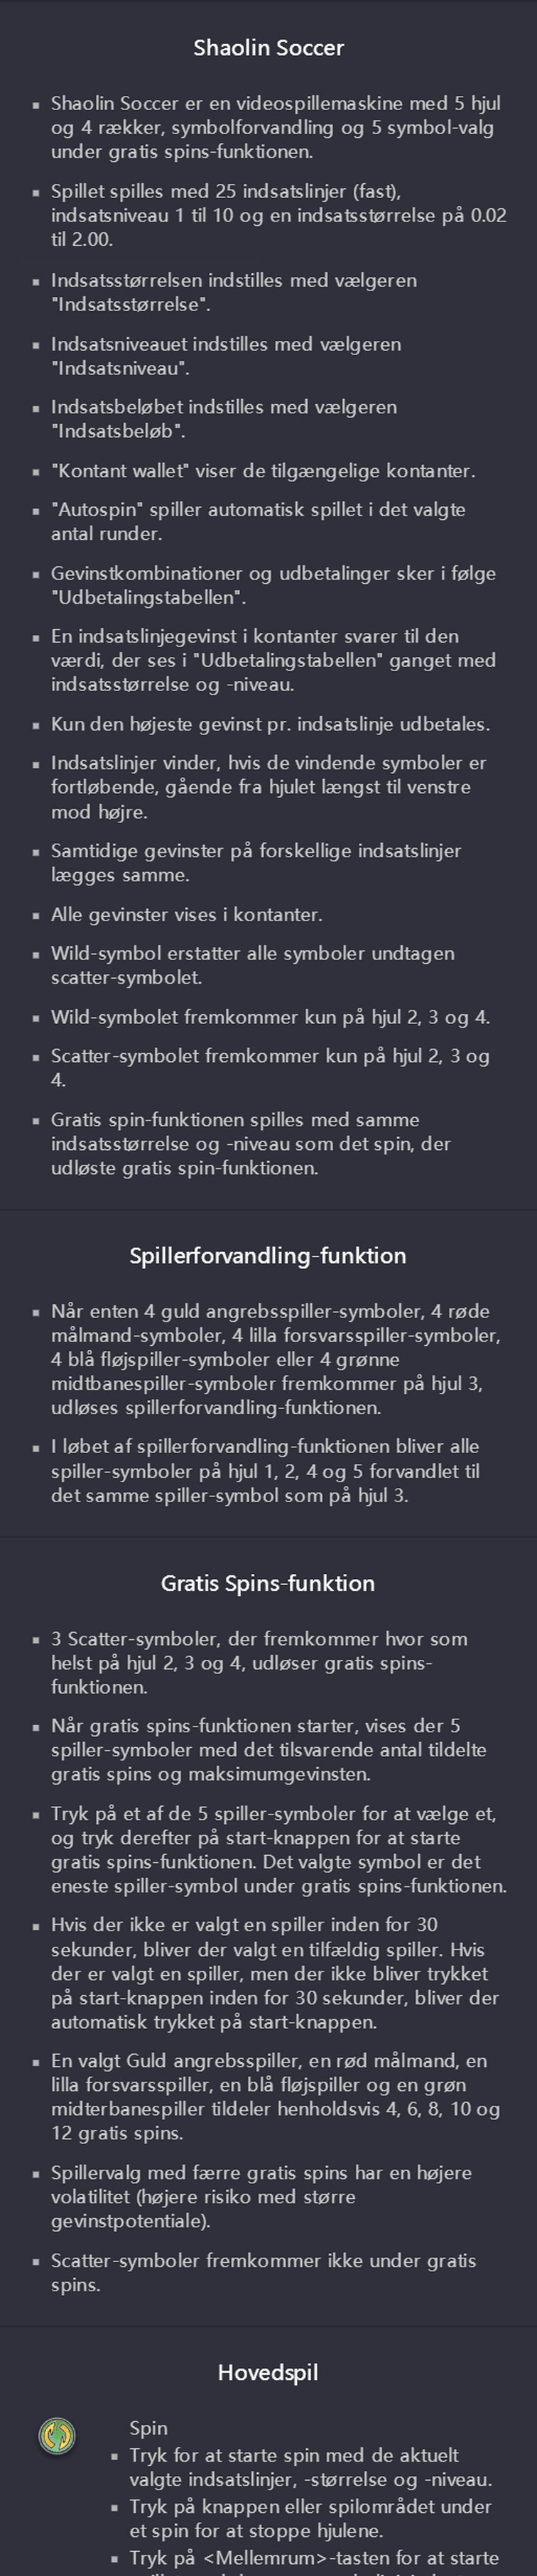 Shaolin Soccer
Shaolin Soccer er en videospillemaskine med 5 hjul
og 4 rækker, symbolforvandling og 5 symbol-valg
under gratis spins-funktionen.
Spillet spilles med 25 indsatslinjer (fast),
indsatsniveau 1 til 10 og en indsatsstørrelse på 0.02
til 2.00.
Indsatsstørrelsen indstilles med vælgeren
"Indsatsstørrelse".
Indsatsniveauet indstilles med vælgeren
"Indsatsniveau".
Indsatsbeløbet indstilles med vælgeren
"Indsatsbeløb".
"Kontant wallet" viser de tilgængelige kontanter.
"Autospin" spiller automatisk spillet i det valgte
antal runder.
Gevinstkombinationer og udbetalinger sker i følge
"Udbetalingstabellen".
En indsatslinjegevinst i kontanter svarer til den
værdi, der ses i "Udbetalingstabellen" ganget med
indsatsstørrelse og -niveau.
Kun den højeste gevinst pr. indsatslinje udbetales.
Indsatslinjer vinder, hvis de vindende symboler er
fortløbende, gående fra hjulet længst til venstre
mod højre.
Samtidige gevinster på forskellige indsatslinjer
lægges samme.
Alle gevinster vises i kontanter.
Wild-symbol erstatter alle symboler undtagen
scatter-symbolet.
Wild-symbolet fremkommer kun på hjul 2, 3 og 4.
Scatter-symbolet fremkommer kun på hjul 2, 3 og
4.
Gratis spin-funktionen spilles med samme
indsatsstørrelse og -niveau som det spin, der
udløste gratis spin-funktionen.
Spillerforvandling-funktion
Når enten 4 guld angrebsspiller-symboler, 4 røde
målmand-symboler, 4 lilla forsvarsspiller-symboler,
4 blå fløjspiller-symboler eller 4 grønne
midtbanespiller-symboler fremkommer på hjul 3,
udløses spillerforvandling-funktionen.
I løbet af spillerforvandling-funktionen bliver alle
spiller-symboler på hjul 1, 2, 4 og 5 forvandlet til
det samme spiller-symbol som på hjul 3.
Gratis Spins-funktion
3 Scatter-symboler, der fremkommer hvor som
helst på hjul 2, 3 og 4, udløser gratis spins-
funktionen.
Når gratis spins-funktionen starter, vises der 5
spiller-symboler med det tilsvarende antal tildelte
gratis spins og maksimumgevinsten.
Tryk på et af de 5 spiller-symboler for at vælge et,
og tryk derefter på start-knappen for at starte
gratis spins-funktionen. Det valgte symbol er det
eneste spiller-symbol under gratis spins-funktionen.
Hvis der ikke er valgt en spiller inden for 30
sekunder, bliver der valgt en tilfældig spiller. Hvis
der er valgt en spiller, men der ikke bliver trykket
på start-knappen inden for 30 sekunder, bliver der
automatisk trykket på start-knappen.
En valgt Guld angrebsspiller, en rød målmand, en
lilla forsvarsspiller, en blå fløjspiller og en grøn
midterbanespiller tildeler henholdsvis 4, 6, 8, 10 og
12 gratis spins.
Spillervalg med færre gratis spins har en højere
volatilitet (højere risiko med større
gevinstpotentiale).
Scatter-symboler fremkommer ikke under gratis
spins.
Hovedspil
Spin
Tryk for at starte spin med de aktuelt
valgte indsatslinjer, -størrelse og -niveau.
Tryk på knappen eller spilområdet under
et spin for at stoppe hjulene.
Tryk på <Mellemrum>-tasten for at starte